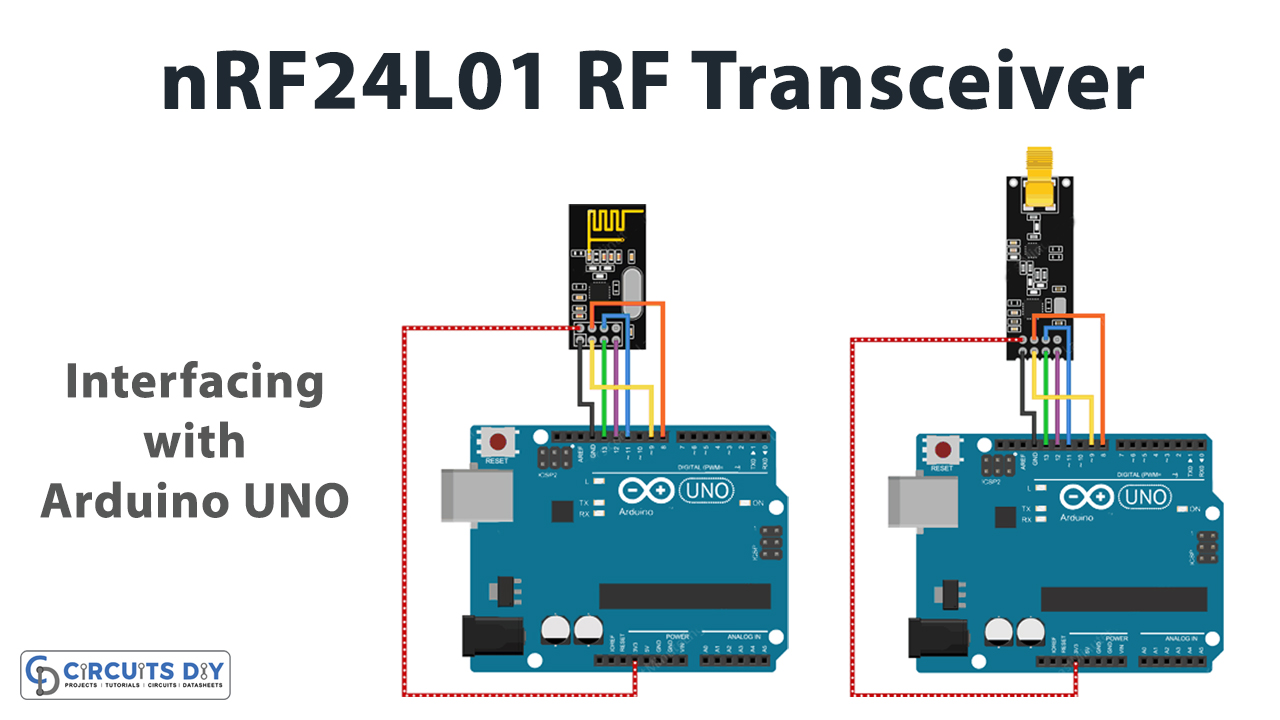 nRF24L01 RF Transceiver
Interfacing
with
Arduino UNO
RESET
ICSP2
AREF
GND
13
12
~11
~10
~9
8
7
~6
~5
4
~3
2
TXD ▶ 1
RXD ◀ 0
DIGITAL (PWM~
L
TX
RX
UNO
Arduino
ON
ICSP
IOREF
RESET
3V3
5V
GND
GND
VIN
POWER
ANALOG IN
A0
A1
A2
A3
A4
A5
RESET
ICSP2
AREF
GND
13
12
~11
~10
~9
8
7
~6
~5
4
~3
2
TXD ▶ 1
RXD ◀ 0
DIGITAL (PWM~
L
TX
RX
UNO
Arduino
ON
ICSP
IOREF
RESET
3V3
5V
GND
GND
VIN
POWER
ANALOG IN
A0
A1
A2
A3
A4
A5
CD CiRCUiTS DiY
PROJECTS | TUTORIALS | CIRCUITS | DATASHEETS